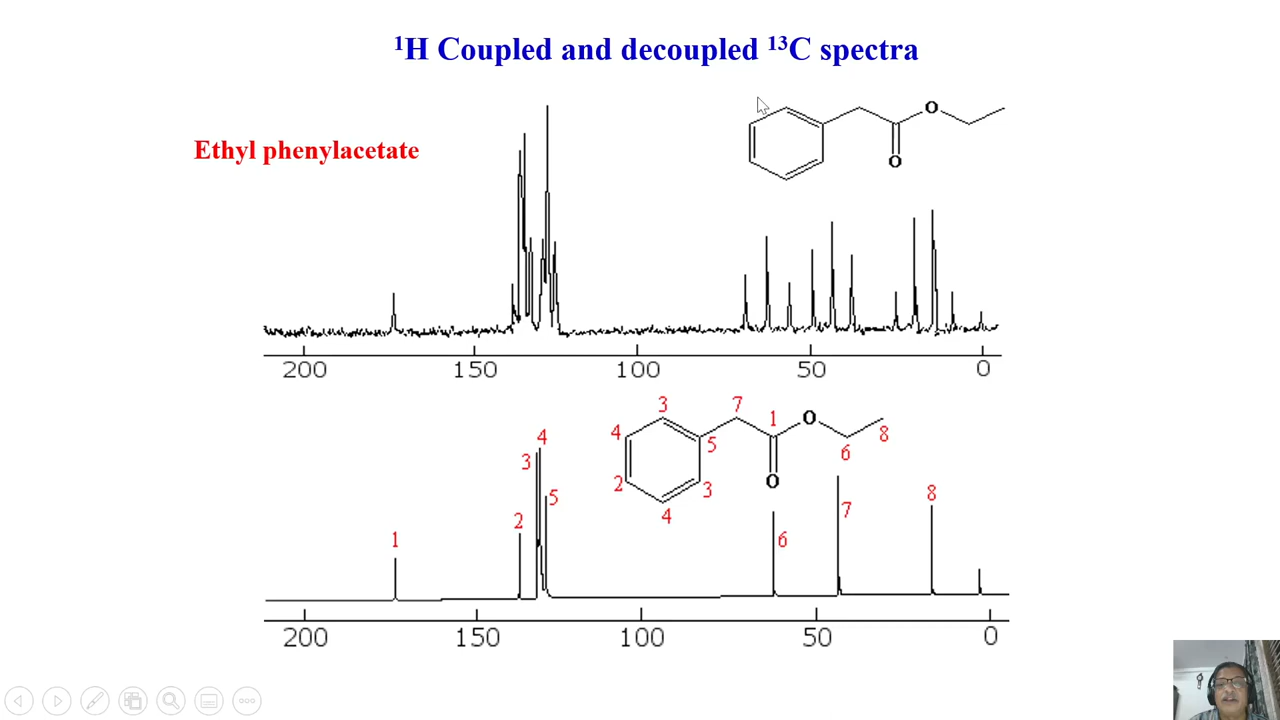 ¹H Coupled and decoupled ¹³C spectra
Ethyl phenylacetate
O
O
200 150 100 50 0
3 7 1 O 8
4 5 6
2 3 O
4
1 2 3 4 5 6 7 8
200 150 100 50 0